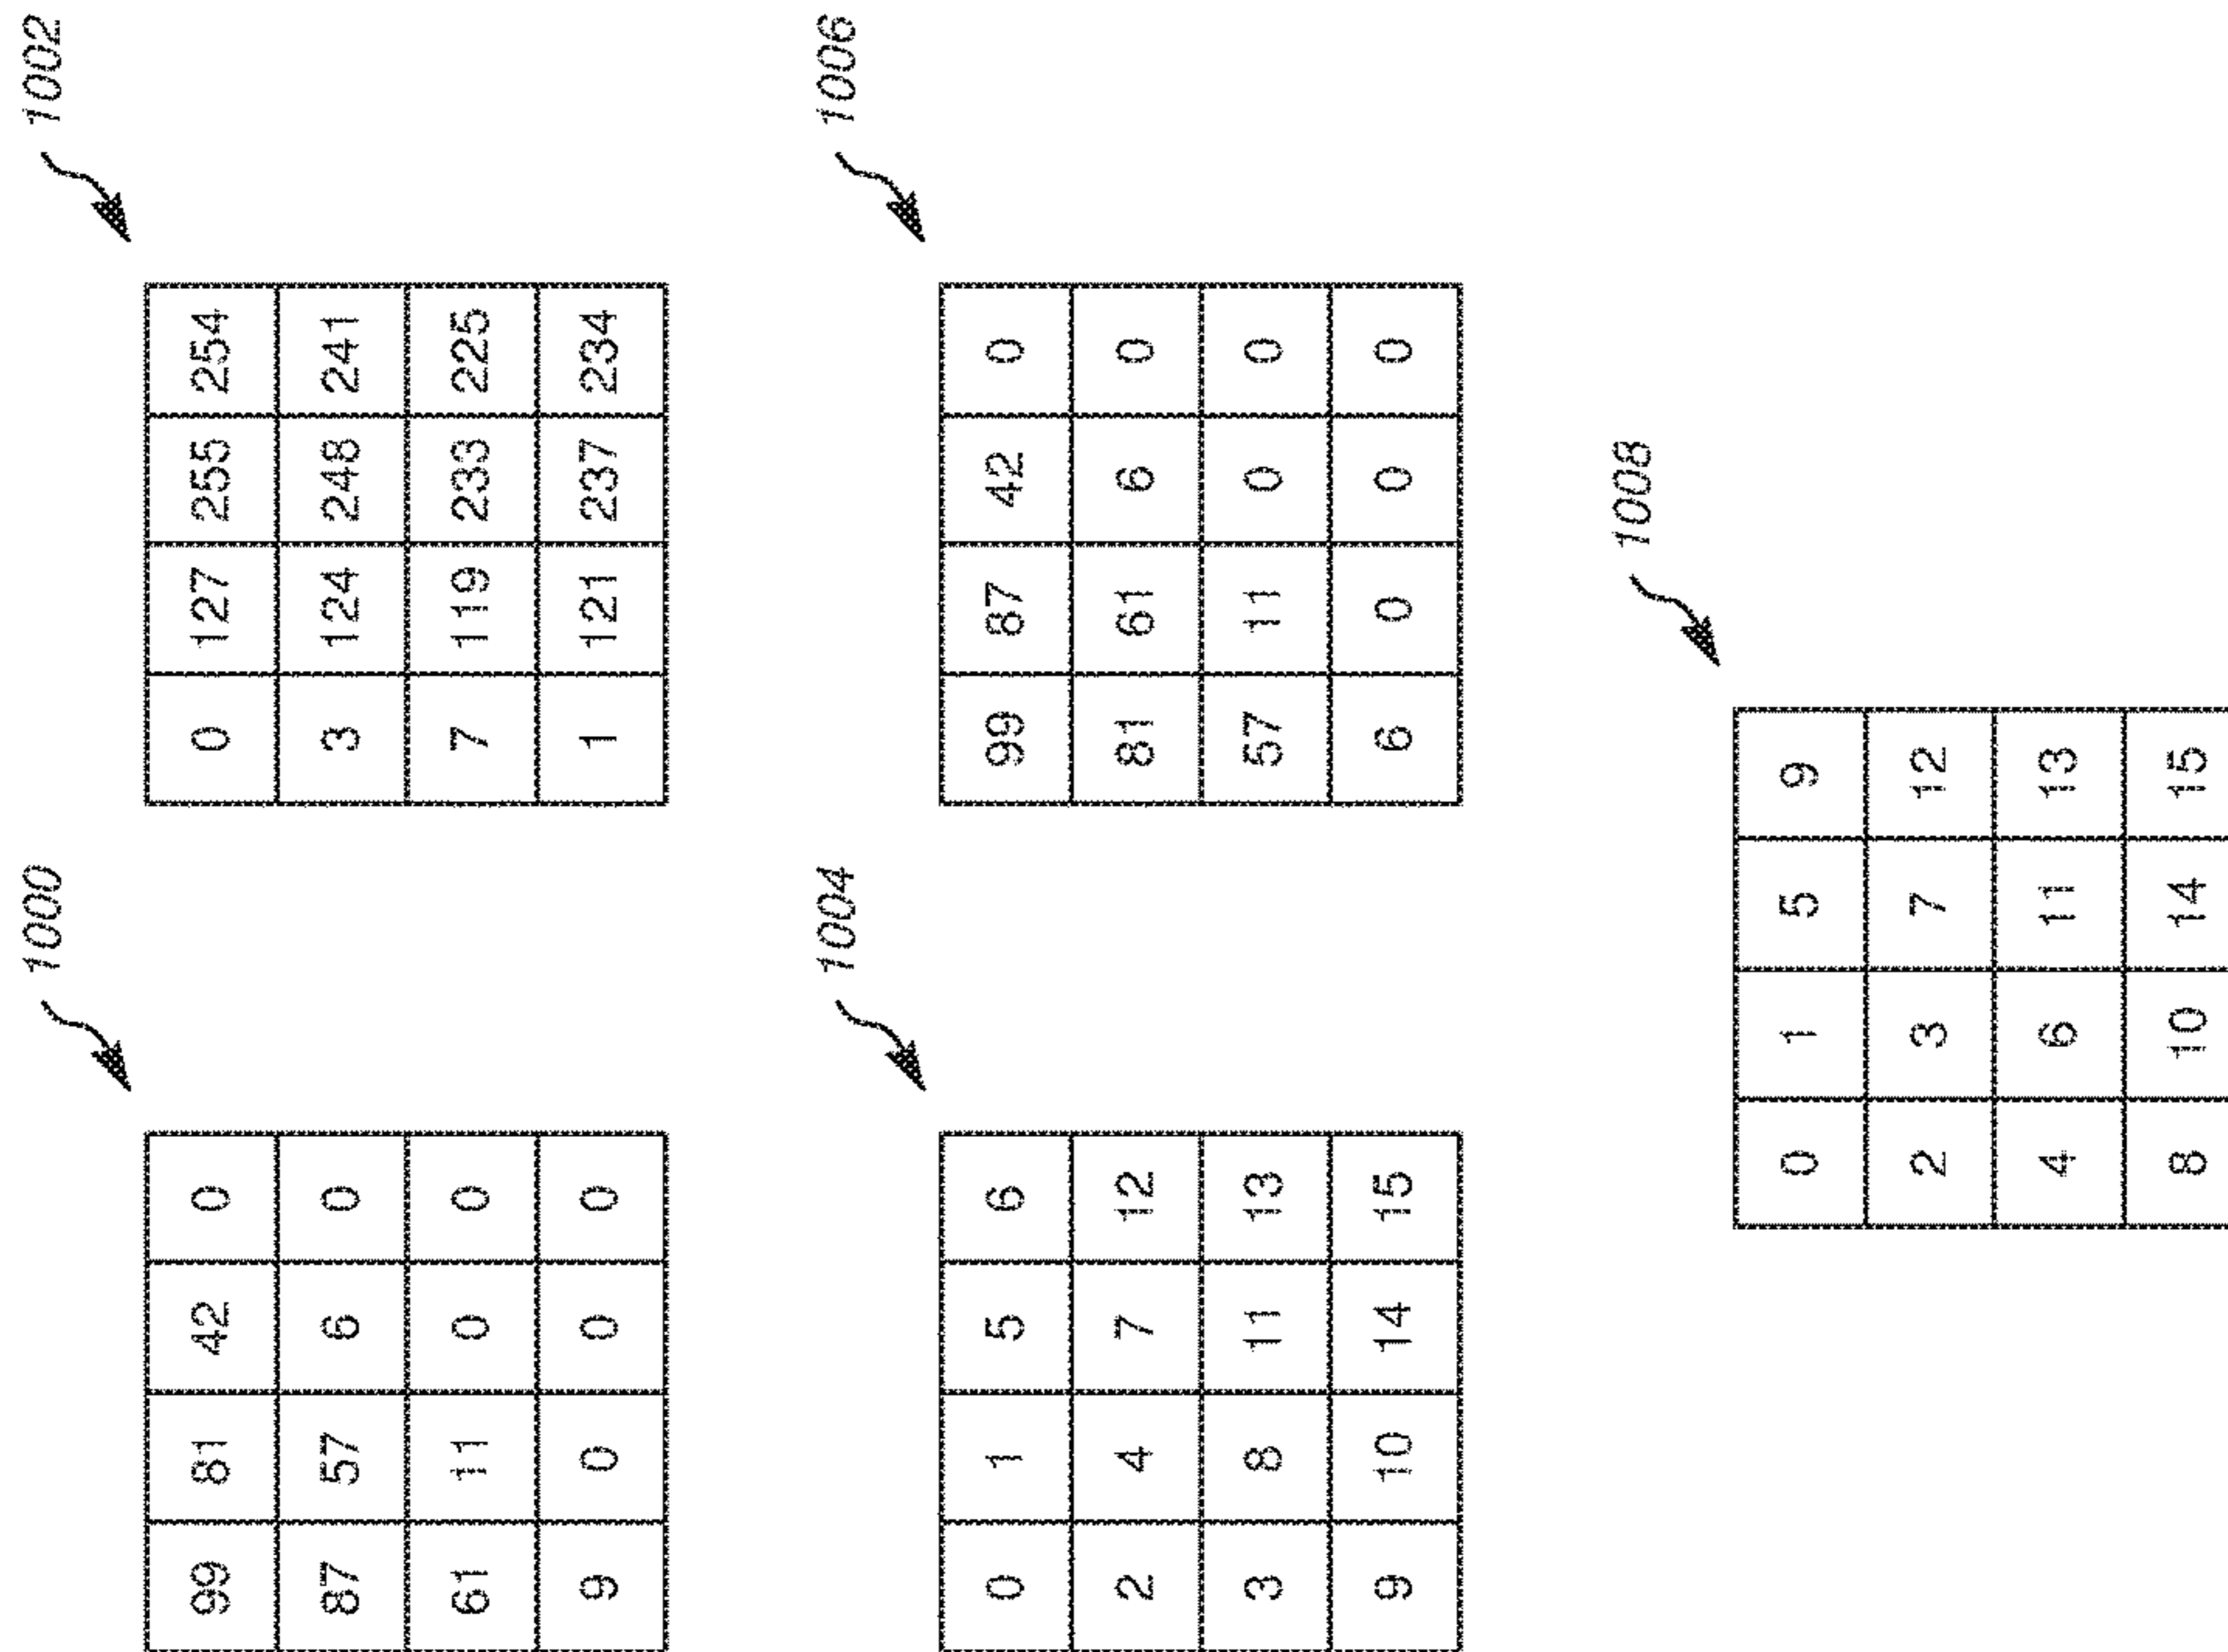 1000 1002
99 81 42 0 0 127 255 254
87 57 6 0 3 124 248 241
61 11 0 0 7 119 233 225
9 0 0 0 1 121 237 234
1004 1006
0 1 5 6 99 87 42 0
2 4 7 12 81 61 6 0
3 8 11 13 57 11 0 0
9 10 14 15 6 0 0 0
1008
0 1 5 9
2 3 7 12
4 6 11 13
8 10 14 15